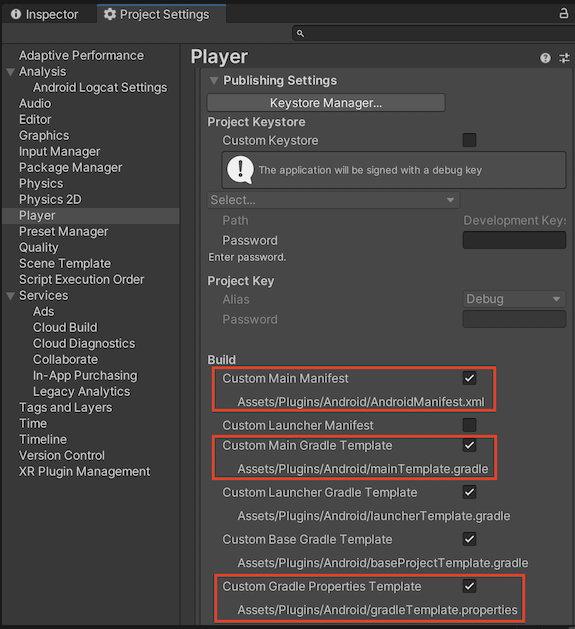 Inspector
Project Settings
Adaptive Performance
Analysis
Android Logcat Settings
Audio
Editor
Graphics
Input Manager
Package Manager
Physics
Physics 2D
Player
Preset Manager
Quality
Scene Template
Script Execution Order
Services
Ads
Cloud Build
Cloud Diagnostics
Collaborate
In-App Purchasing
Legacy Analytics
Tags and Layers
Time
Timeline
Version Control
XR Plugin Management
Player
Publishing Settings
Keystore Manager...
Project Keystore
Custom Keystore
The application will be signed with a debug key
Select...
Path Development Keys
Password
Enter password.
Project Key
Alias Debug
Password
Build
Custom Main Manifest
Assets/Plugins/Android/AndroidManifest.xml
Custom Launcher Manifest
Custom Main Gradle Template
Assets/Plugins/Android/mainTemplate.gradle
Custom Launcher Gradle Template
Assets/Plugins/Android/launcherTemplate.gradle
Custom Base Gradle Template
Assets/Plugins/Android/baseProjectTemplate.gradle
Custom Gradle Properties Template
Assets/Plugins/Android/gradleTemplate.properties